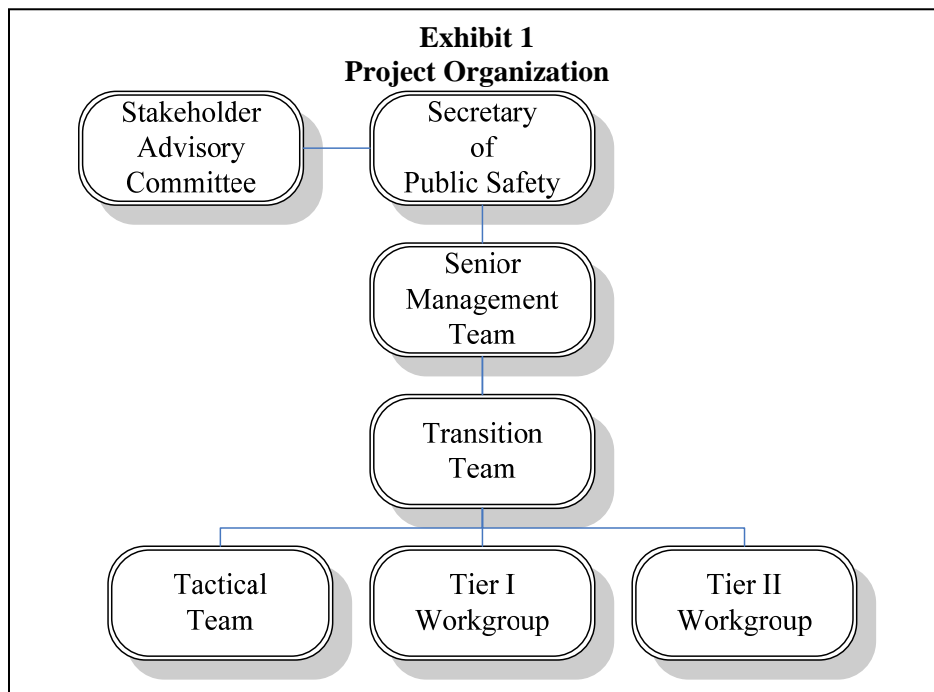 Exhibit 1
Project Organization
Stakeholder
Advisory
Committee
Secretary
of
Public Safety
Senior
Management
Team
Transition
Team
Tactical
Team
Tier I
Workgroup
Tier II
Workgroup